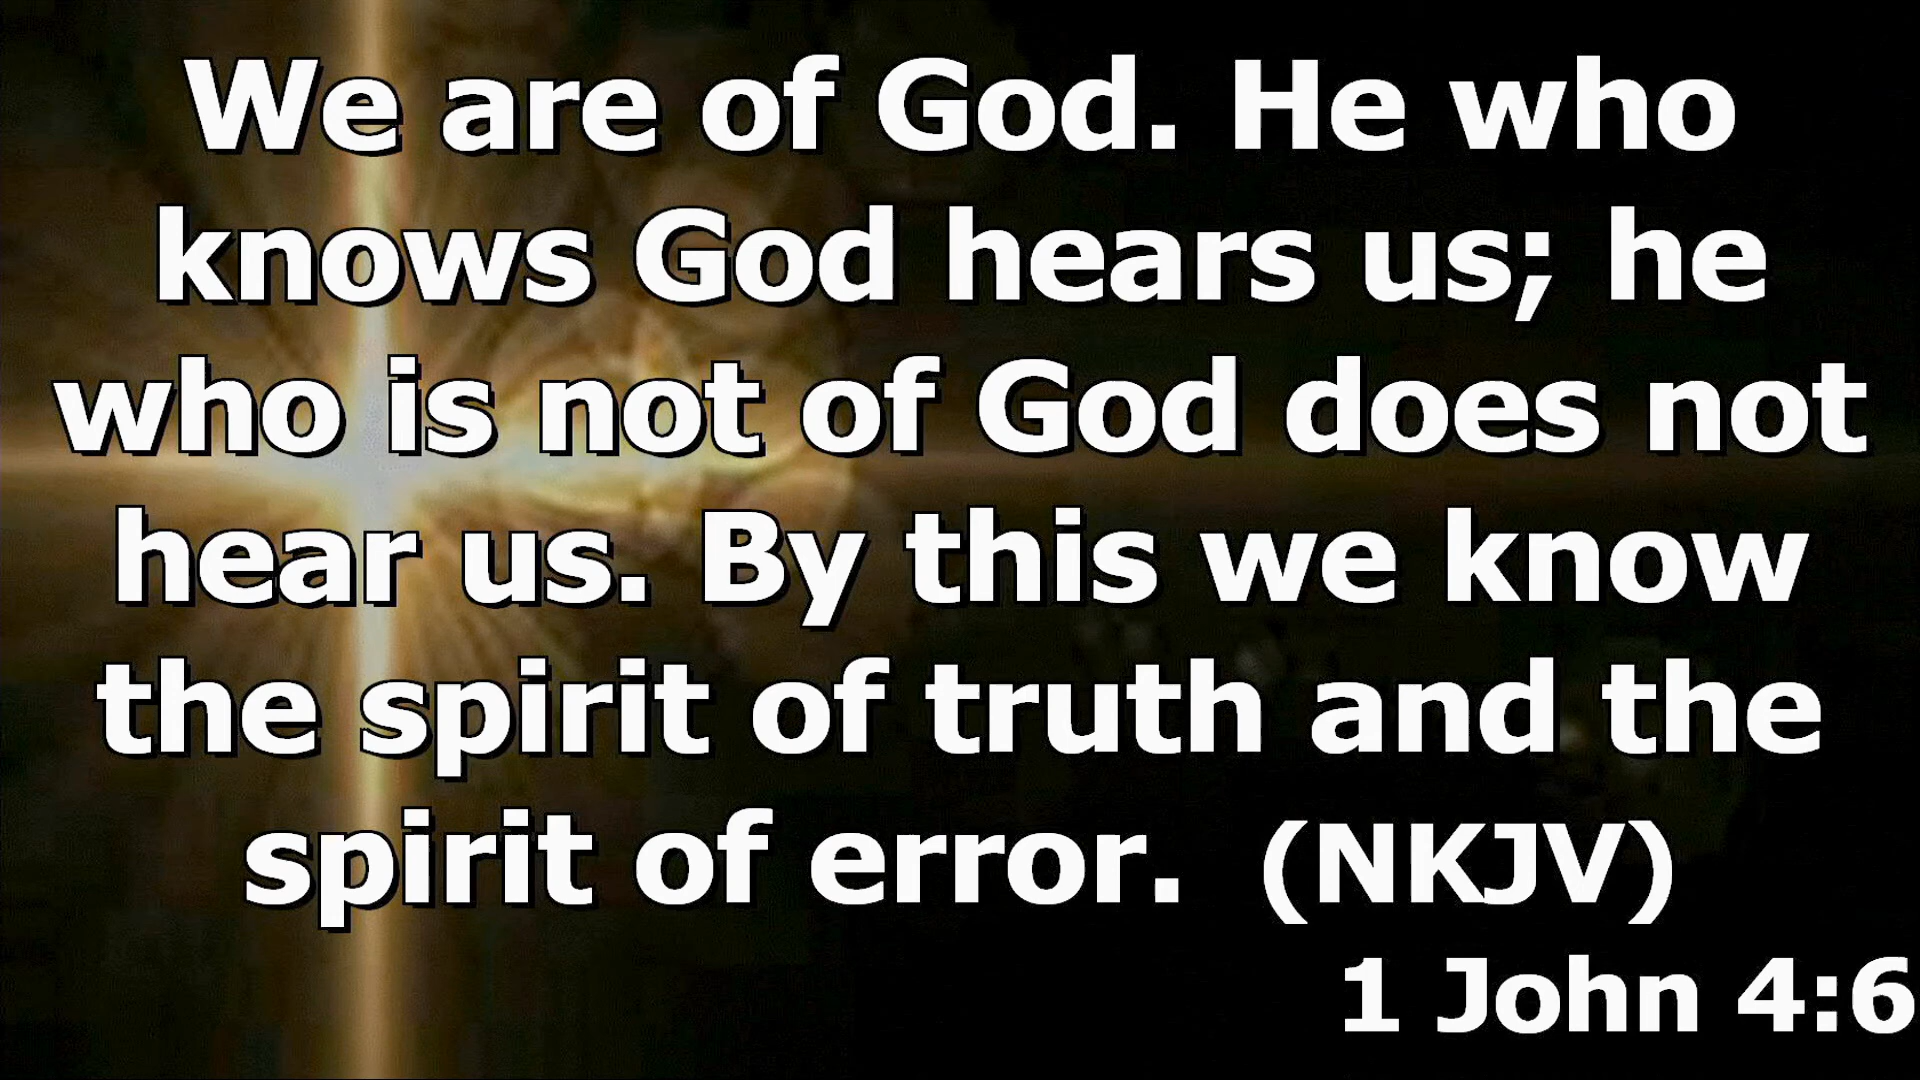 We are of God. He who
knows God hears us; he
who is not of God does not
hear us. By this we know
the spirit of truth and the
spirit of error.  (NKJV)
1 John 4:6